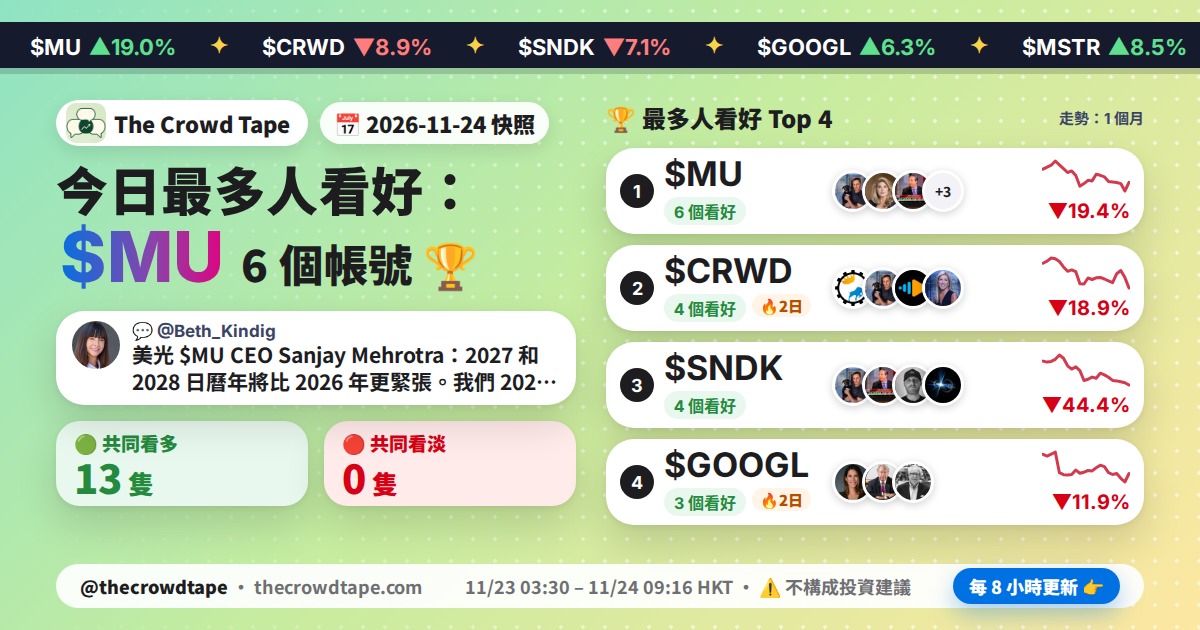 $MU ▲19.0% ✦ $CRWD ▼8.9% ✦ $SNDK ▼7.1% ✦ $GOOGL ▲6.3% ✦ $MSTR ▲8.5%
The Crowd Tape
📅 2026-11-24 快照
今日最多人看好：
$MU 6 個帳號 🏆
💬 @Beth_Kindig
美光 $MU CEO Sanjay Mehrotra：2027 和
2028 日曆年將比 2026 年更緊張。我們 202…
🟢 共同看多
13 隻
🔴 共同看淡
0 隻
🏆 最多人看好 Top 4
走勢：1個月
1 $MU
6 個看好
+3
▼19.4%
2 $CRWD
4 個看好 🔥2日
▼18.9%
3 $SNDK
4 個看好
▼44.4%
4 $GOOGL
3 個看好 🔥2日
▼11.9%
@thecrowdtape • thecrowdtape.com 11/23 03:30 – 11/24 09:16 HKT • ⚠️ 不構成投資建議
每 8 小時更新 👉